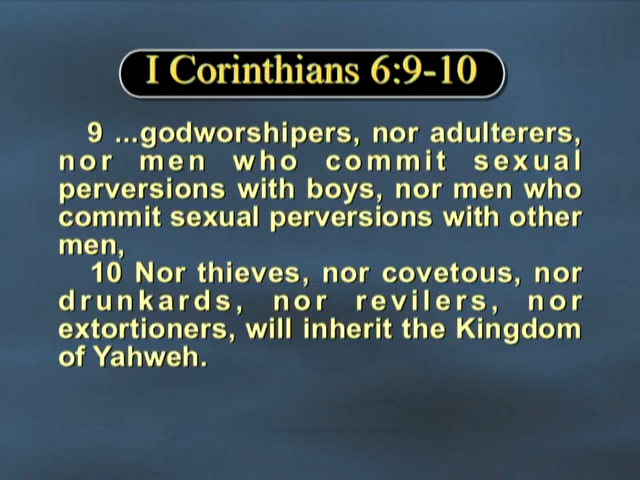 I Corinthians 6:9-10
9 ...godworshipers, nor adulterers,
nor men who commit sexual
perversions with boys, nor men who
commit sexual perversions with other
men,
10 Nor thieves, nor covetous, nor
drunkards, nor revilers, nor
extortioners, will inherit the Kingdom
of Yahweh.